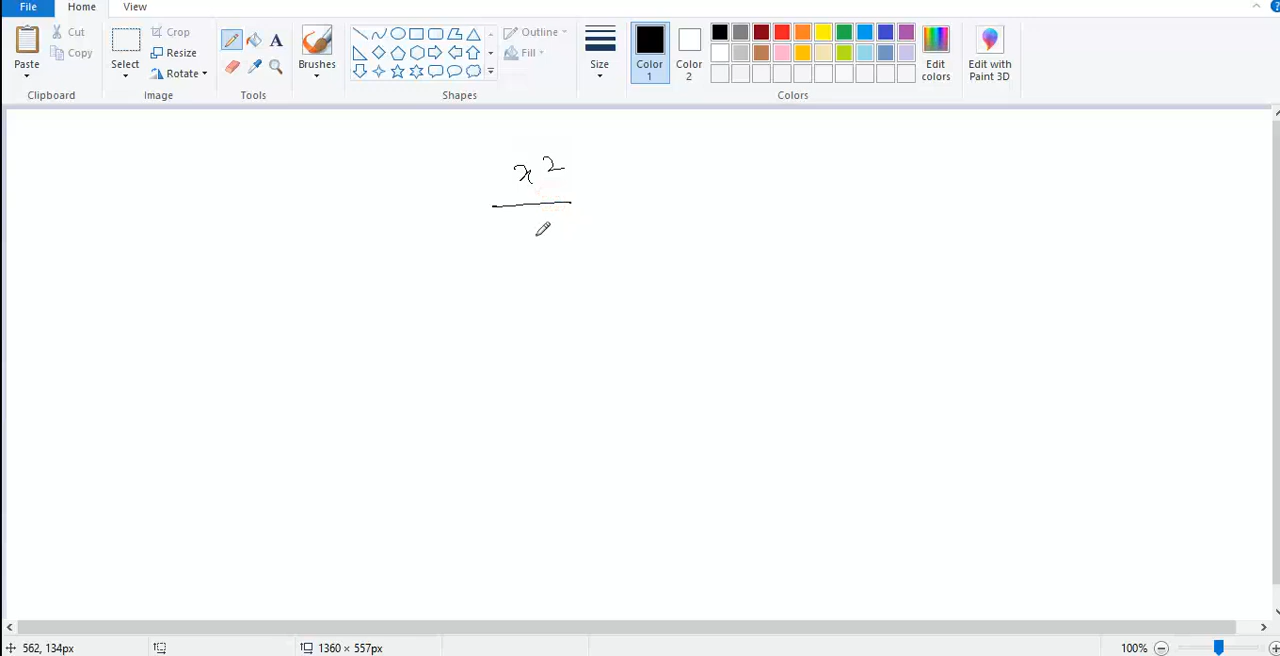 File Home View
Paste Cut Copy
Select Crop Resize Rotate
A
Brushes
Outline Fill
Size
Color 1
Color 2
Edit colors
Edit with Paint 3D
Clipboard Image Tools Shapes Colors
x²
562, 134px 1360 × 557px 100%